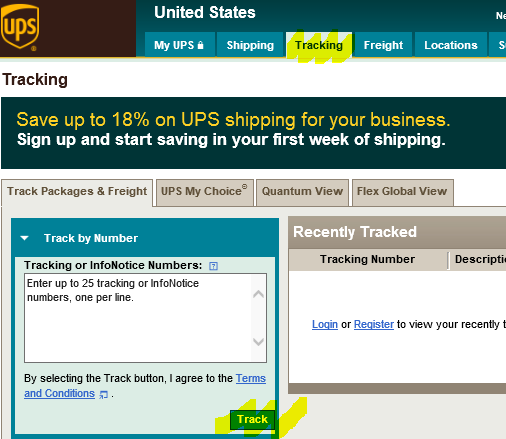 ups
United States
Ne
My UPS
Shipping
Tracking
Freight
Locations
S
Tracking
Save up to 18% on UPS shipping for your business.
Sign up and start saving in your first week of shipping.
Track Packages & Freight
UPS My Choice®
Quantum View
Flex Global View
Track by Number
Tracking or InfoNotice Numbers: ?
Enter up to 25 tracking or InfoNotice
numbers, one per line.
By selecting the Track button, I agree to the Terms
and Conditions .
Track
Recently Tracked
Tracking Number
Descripti
Login or Register to view your recently t